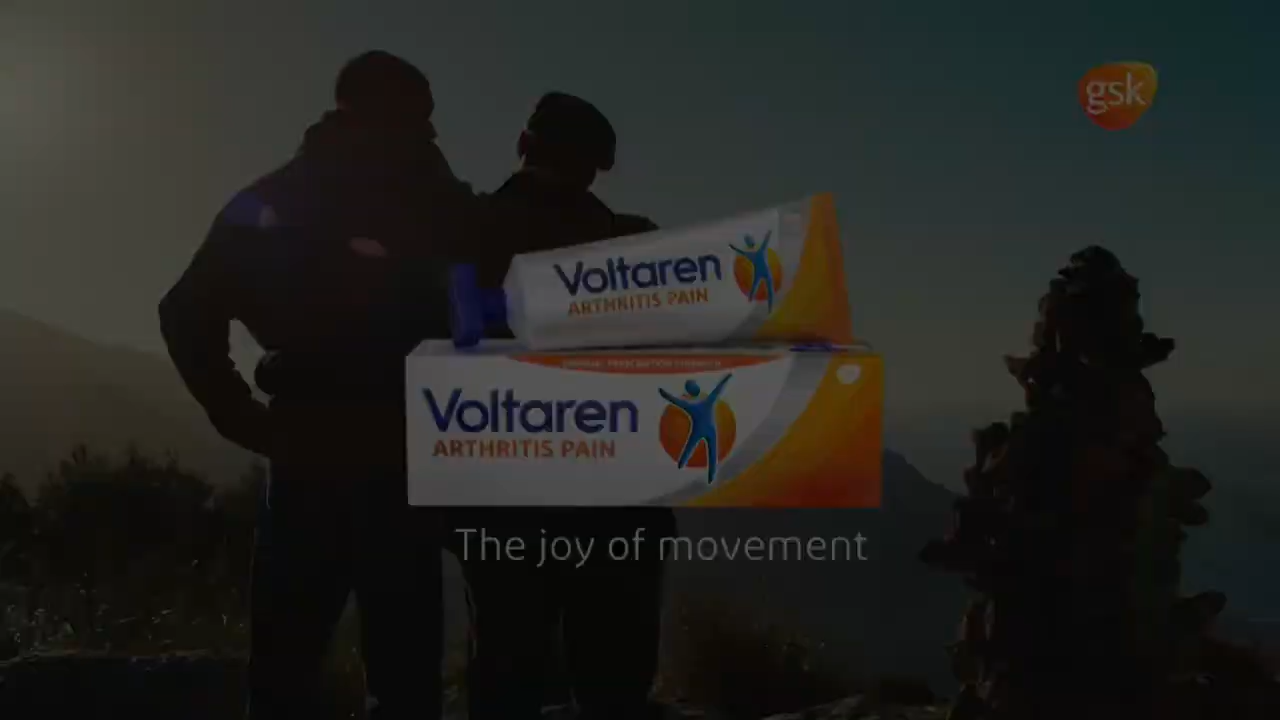 gsk
Voltaren
ARTHRITIS PAIN
Voltaren
ARTHRITIS PAIN
The joy of movement